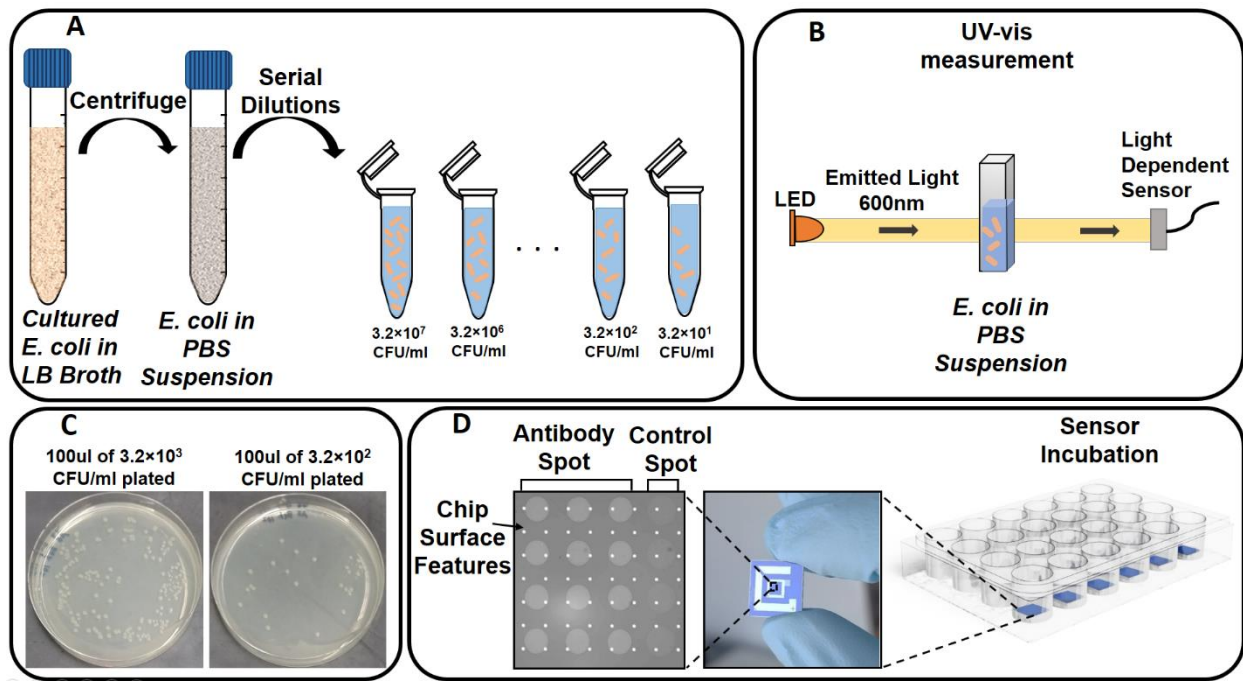 A
Centrifuge
Serial
Dilutions
3.2×10⁷
CFU/ml
3.2×10⁶
CFU/ml
. . .
3.2×10²
CFU/ml
3.2×10¹
CFU/ml
Cultured
E. coli in
LB Broth
E. coli in
PBS
Suspension
B
UV-vis
measurement
LED
Emitted Light
600nm
Light
Dependent
Sensor
E. coli in
PBS
Suspension
C
100ul of 3.2×10³
CFU/ml plated
100ul of 3.2×10²
CFU/ml plated
D
Antibody
Spot
Control
Spot
Chip
Surface
Features
Sensor
Incubation